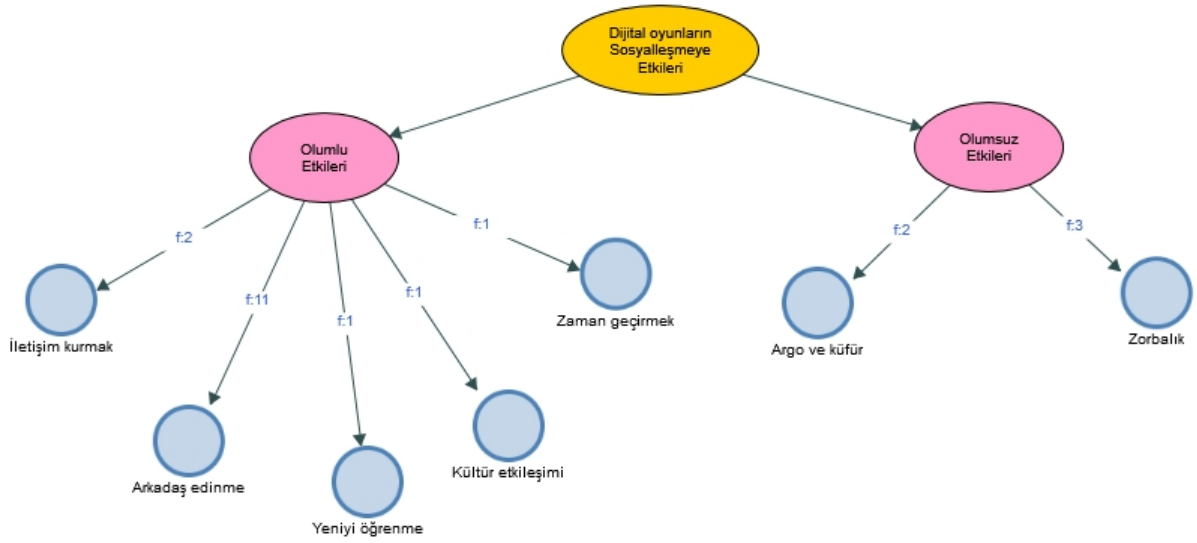 Dijital oyunların
Sosyalleşmeye
Etkileri
Olumlu
Etkileri
Olumsuz
Etkileri
f:2
f:11
f:1
f:1
f:1
f:2
f:3
İletişim kurmak
Arkadaş edinme
Yeniyi öğrenme
Kültür etkileşimi
Zaman geçirmek
Argo ve küfür
Zorbalık